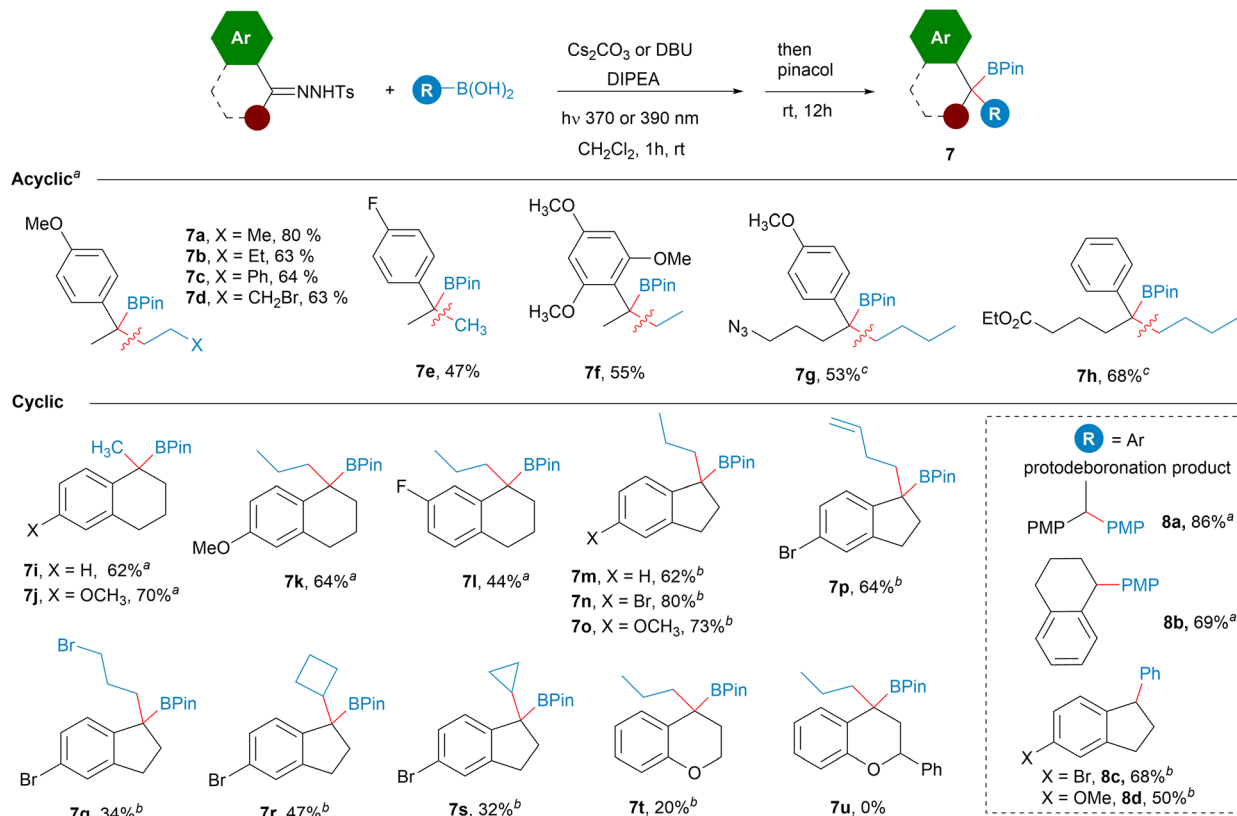 Ar
NNHTs
+
R
B(OH)2
Cs2CO3 or DBU
DIPEA
hν 370 or 390 nm
CH2Cl2, 1h, rt
then
pinacol
rt, 12h
Ar
BPin
R
7
Acyclic^a
MeO
BPin
X
7a, X = Me, 80 %
7b, X = Et, 63 %
7c, X = Ph, 64 %
7d, X = CH2Br, 63 %
F
BPin
CH3
7e, 47%
H3CO
OMe
OCH3
BPin
7f, 55%
H3CO
BPin
N3
7g, 53%^c
BPin
EtO2C
7h, 68%^c
Cyclic
H3C
BPin
X
7i, X = H, 62%^a
7j, X = OCH3, 70%^a
BPin
MeO
7k, 64%^a
BPin
F
7l, 44%^a
BPin
X
7m, X = H, 62%^b
7n, X = Br, 80%^b
7o, X = OCH3, 73%^b
BPin
Br
7p, 64%^b
Br
BPin
Br
7q, 34%^b
BPin
Br
7r, 47%^b
BPin
Br
7s, 32%^b
BPin
O
7t, 20%^b
BPin
O
Ph
7u, 0%
R = Ar
protodeboronation product
PMP
PMP
8a, 86%^a
PMP
8b, 69%^a
Ph
X
X = Br, 8c, 68%^b
X = OMe, 8d, 50%^b